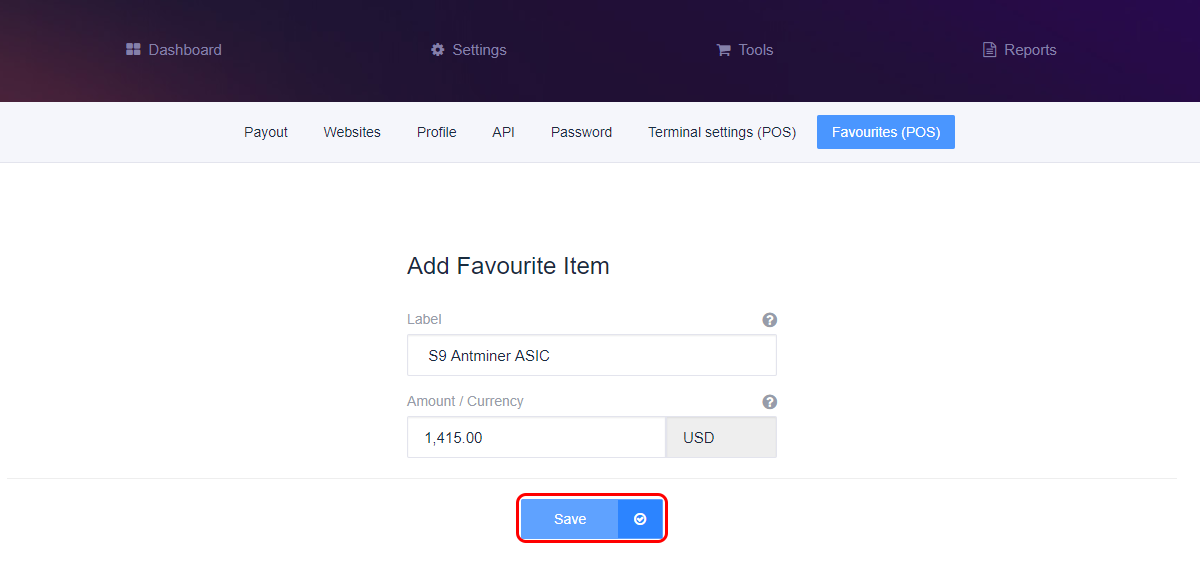 Dashboard Settings Tools Reports
Payout Websites Profile API Password Terminal settings (POS) Favourites (POS)
Add Favourite Item
Label
S9 Antminer ASIC
Amount / Currency
1,415.00 USD
Save